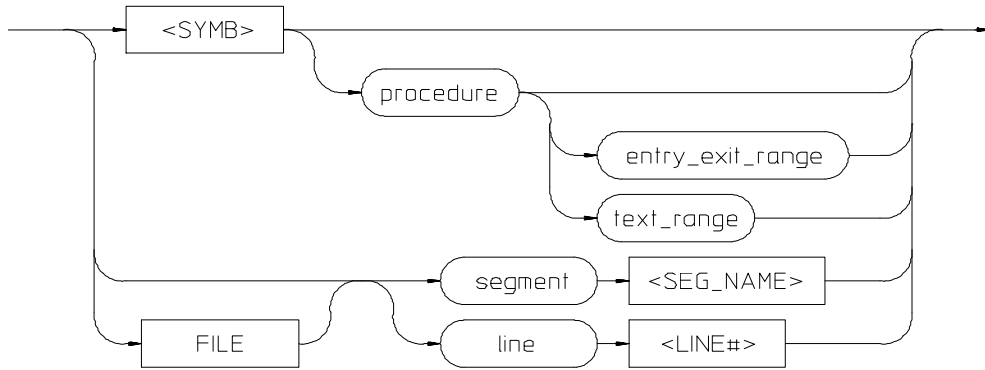 <SYMB>
procedure
entry_exit_range
text_range
segment
<SEG_NAME>
FILE
line
<LINE#>